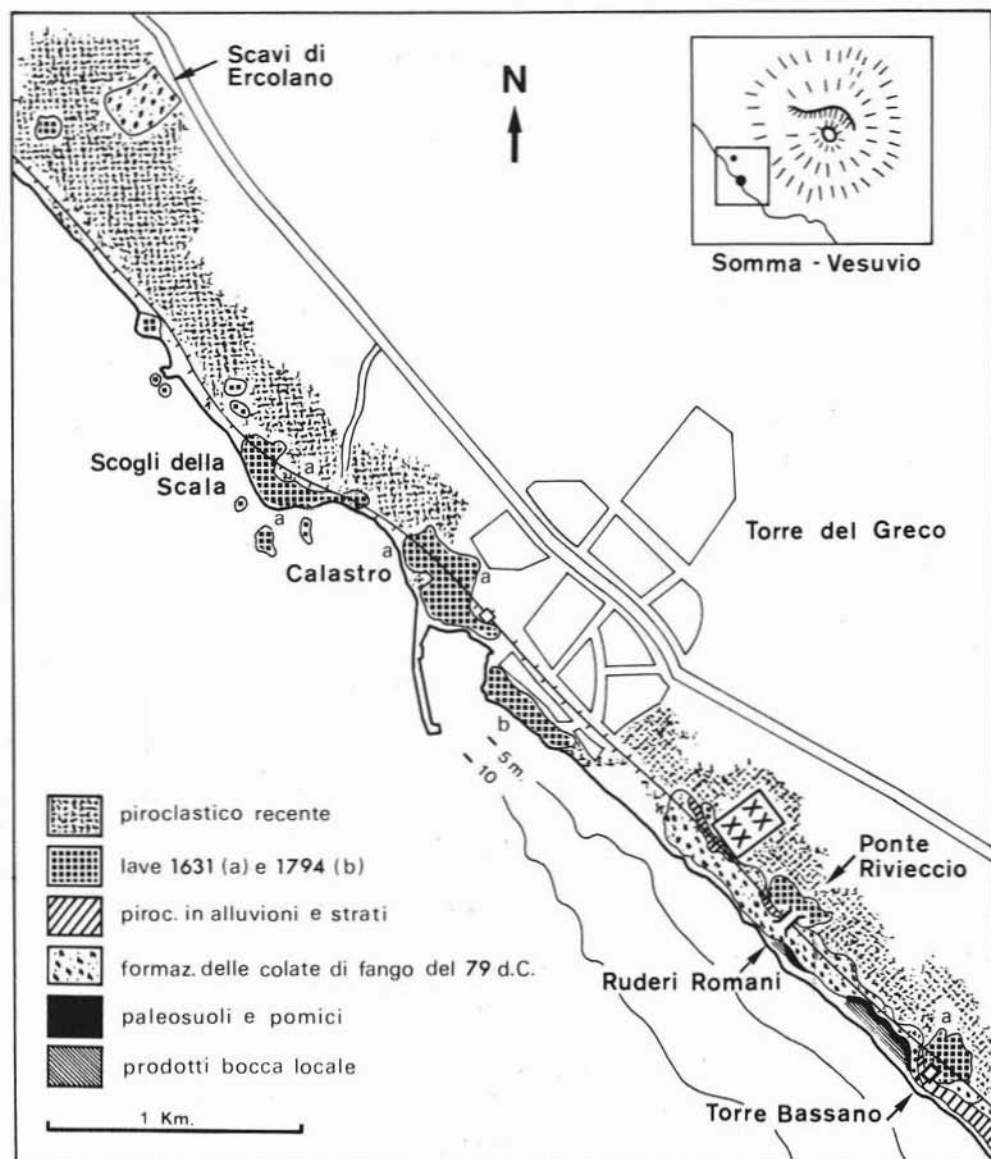 Scavi di
Ercolano
N
Somma - Vesuvio
Scogli della
Scala
a
a
Calastro
a
a
Torre del Greco
b
5 m.
10
XX
XX
Ponte
Rivieccio
Ruderi Romani
a
Torre Bassano
piroclastico recente
lave 1631 (a) e 1794 (b)
piroc. in alluvioni e strati
formaz. delle colate di fango del 79 d.C.
paleosuoli e pomici
prodotti bocca locale
1 Km.